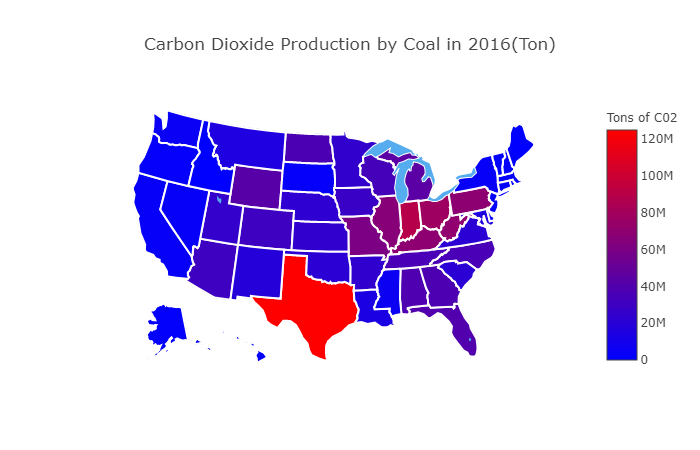 Carbon Dioxide Production by Coal in 2016(Ton)
Tons of C02
120M
100M
80M
60M
40M
20M
0